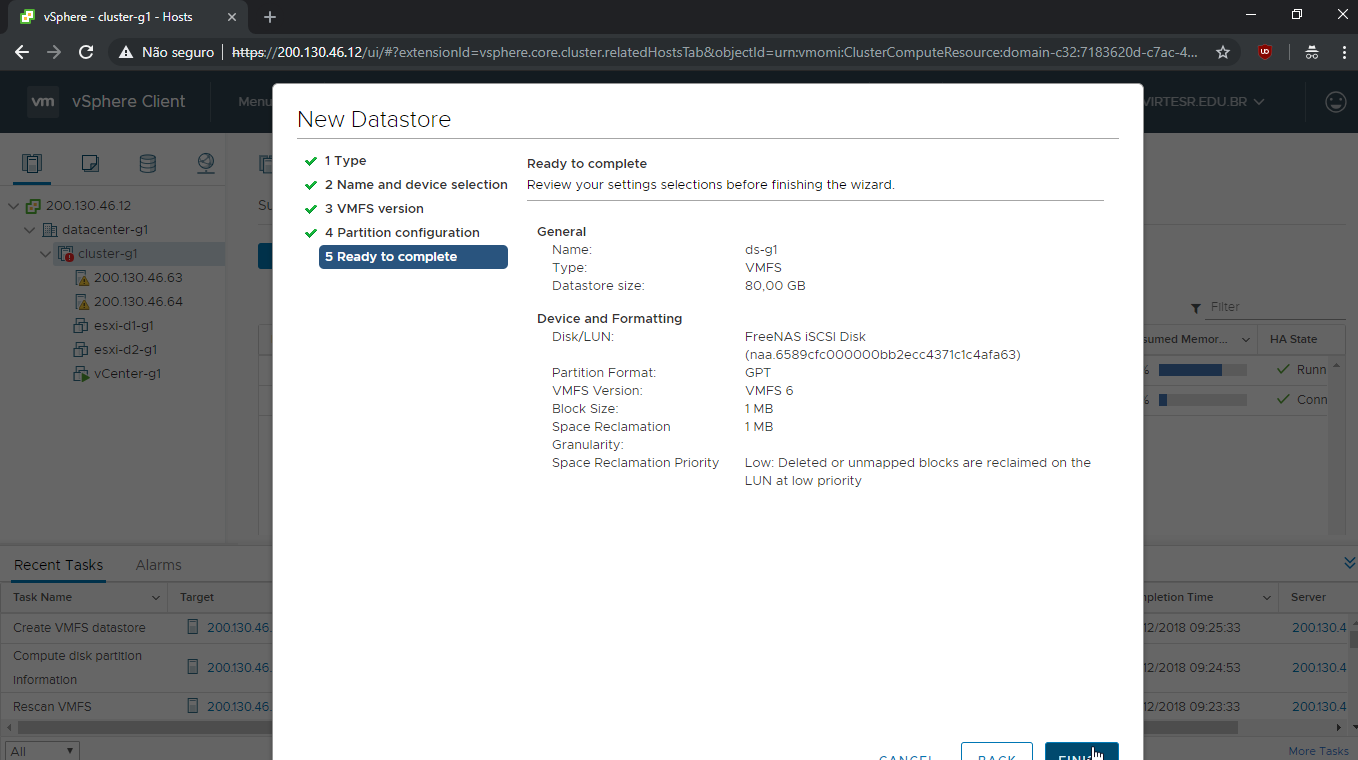 vSphere - cluster-g1 - Hosts
Não seguro
https://200.130.46.12/ui/#?extensionId=vsphere.core.cluster.relatedHostsTab&objectId=urn:vmomi:ClusterComputeResource:domain-c32:7183620d-c7ac-4...
vm vSphere Client
Menu
VIRTESR.EDU.BR
New Datastore
1 Type
2 Name and device selection
3 VMFS version
4 Partition configuration
5 Ready to complete
Ready to complete
Review your settings selections before finishing the wizard.
General
Name: ds-g1
Type: VMFS
Datastore size: 80,00 GB
Device and Formatting
Disk/LUN: FreeNAS iSCSI Disk
(naa.6589cfc000000bb2ecc4371c1c4afa63)
Partition Format: GPT
VMFS Version: VMFS 6
Block Size: 1 MB
Space Reclamation 1 MB
Granularity:
Space Reclamation Priority Low: Deleted or unmapped blocks are reclaimed on the
LUN at low priority
CANCEL BACK
200.130.46.12
datacenter-g1
cluster-g1
200.130.46.63
200.130.46.64
esxi-d1-g1
esxi-d2-g1
vCenter-g1
Su
Filter
sumed Memor... HA State
% Runn
% Conn
Recent Tasks Alarms
Task Name Target
pletion Time Server
Create VMFS datastore 200.130.46.
12/2018 09:25:33 200.130.4
Compute disk partition
information 200.130.46.
12/2018 09:24:53 200.130.4
Rescan VMFS 200.130.46.
12/2018 09:23:33 200.130.4
All
More Tasks